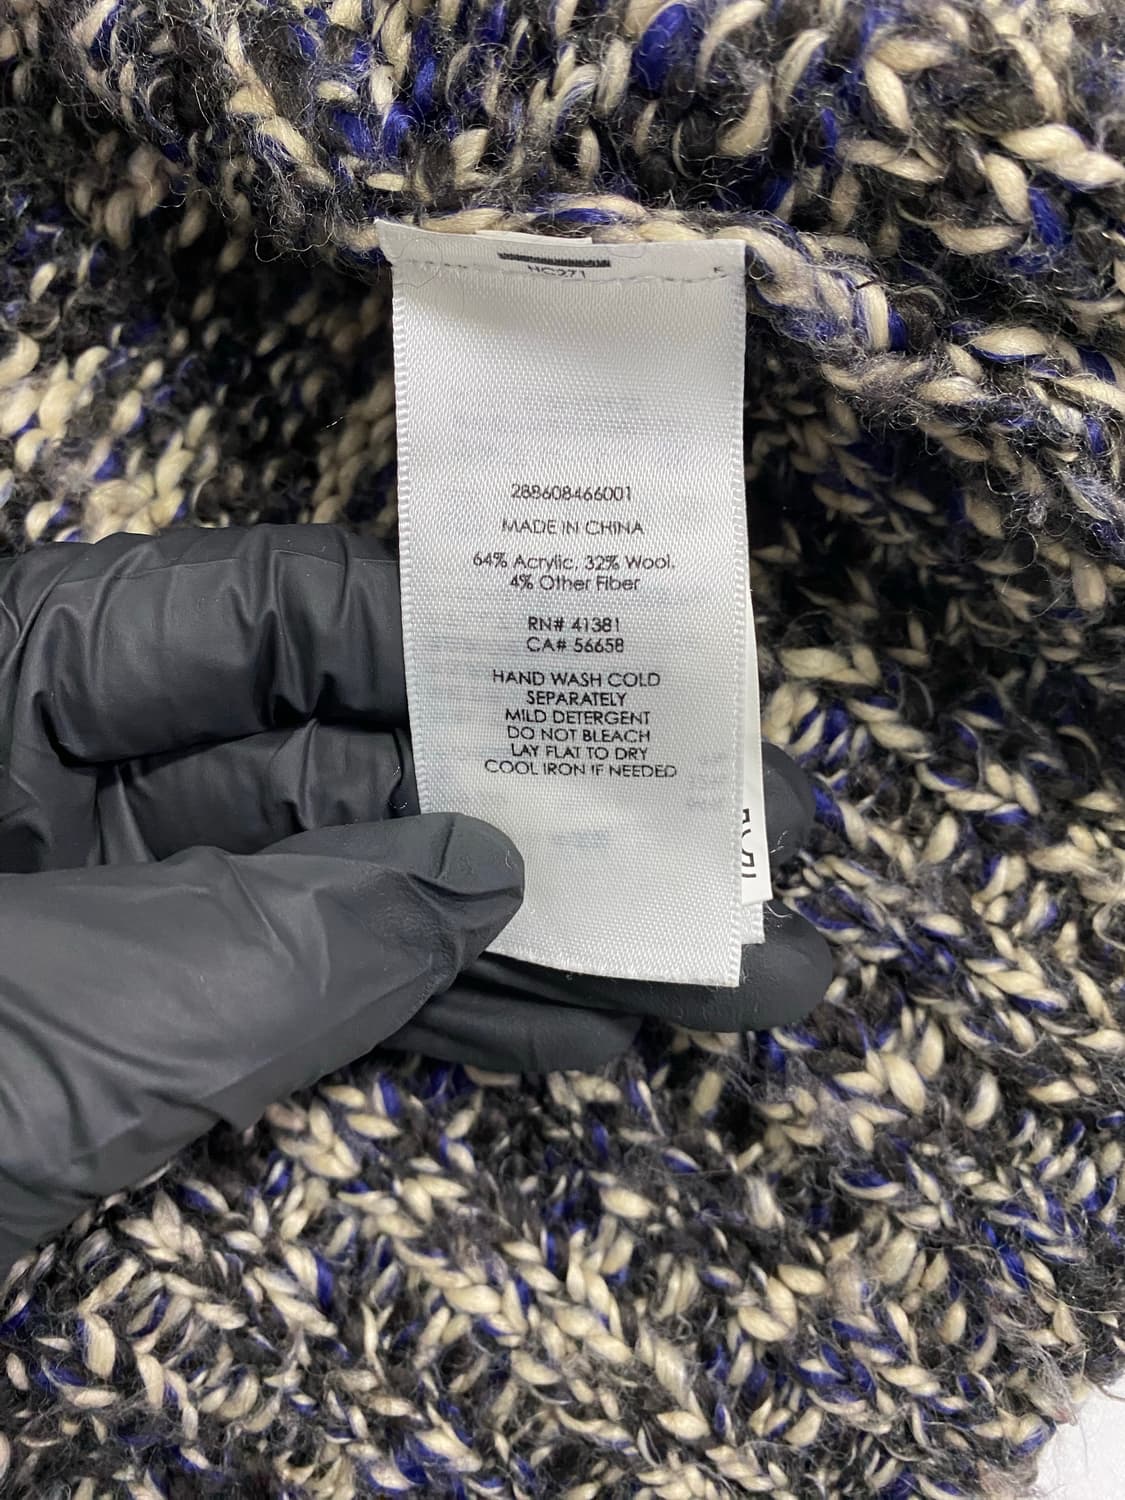 288608466001
MADE IN CHINA
64% Acrylic, 32% Wool,
4% Other Fiber
RN# 41381
CA# 56658
HAND WASH COLD
SEPARATELY
MILD DETERGENT
DO NOT BLEACH
LAY FLAT TO DRY
COOL IRON IF NEEDED